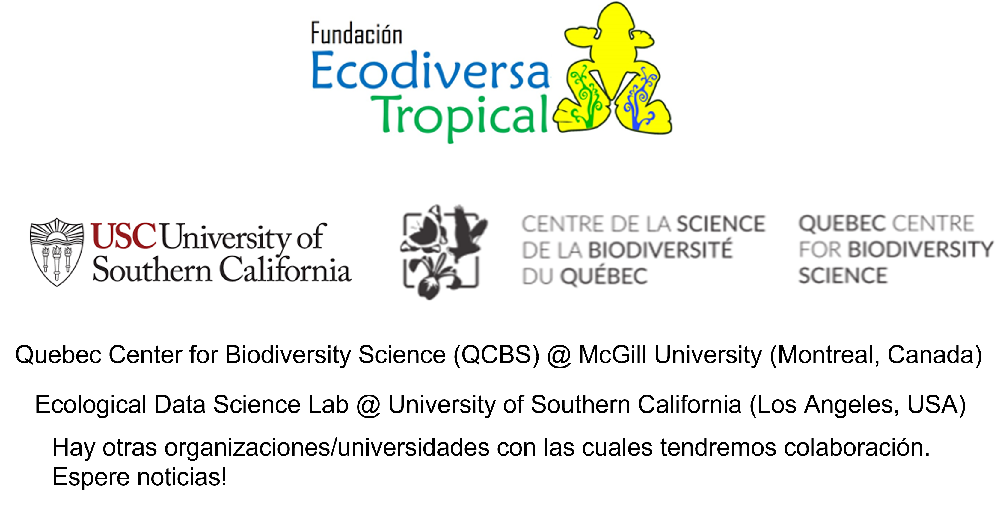 Fundación
Ecodiversa
Tropical
USC University of
Southern California
CENTRE DE LA SCIENCE
DE LA BIODIVERSITÉ
DU QUÉBEC
QUEBEC CENTRE
FOR BIODIVERSITY
SCIENCE
Quebec Center for Biodiversity Science (QCBS) @ McGill University (Montreal, Canada)
Ecological Data Science Lab @ University of Southern California (Los Angeles, USA)
Hay otras organizaciones/universidades con las cuales tendremos colaboración.
Espere noticias!